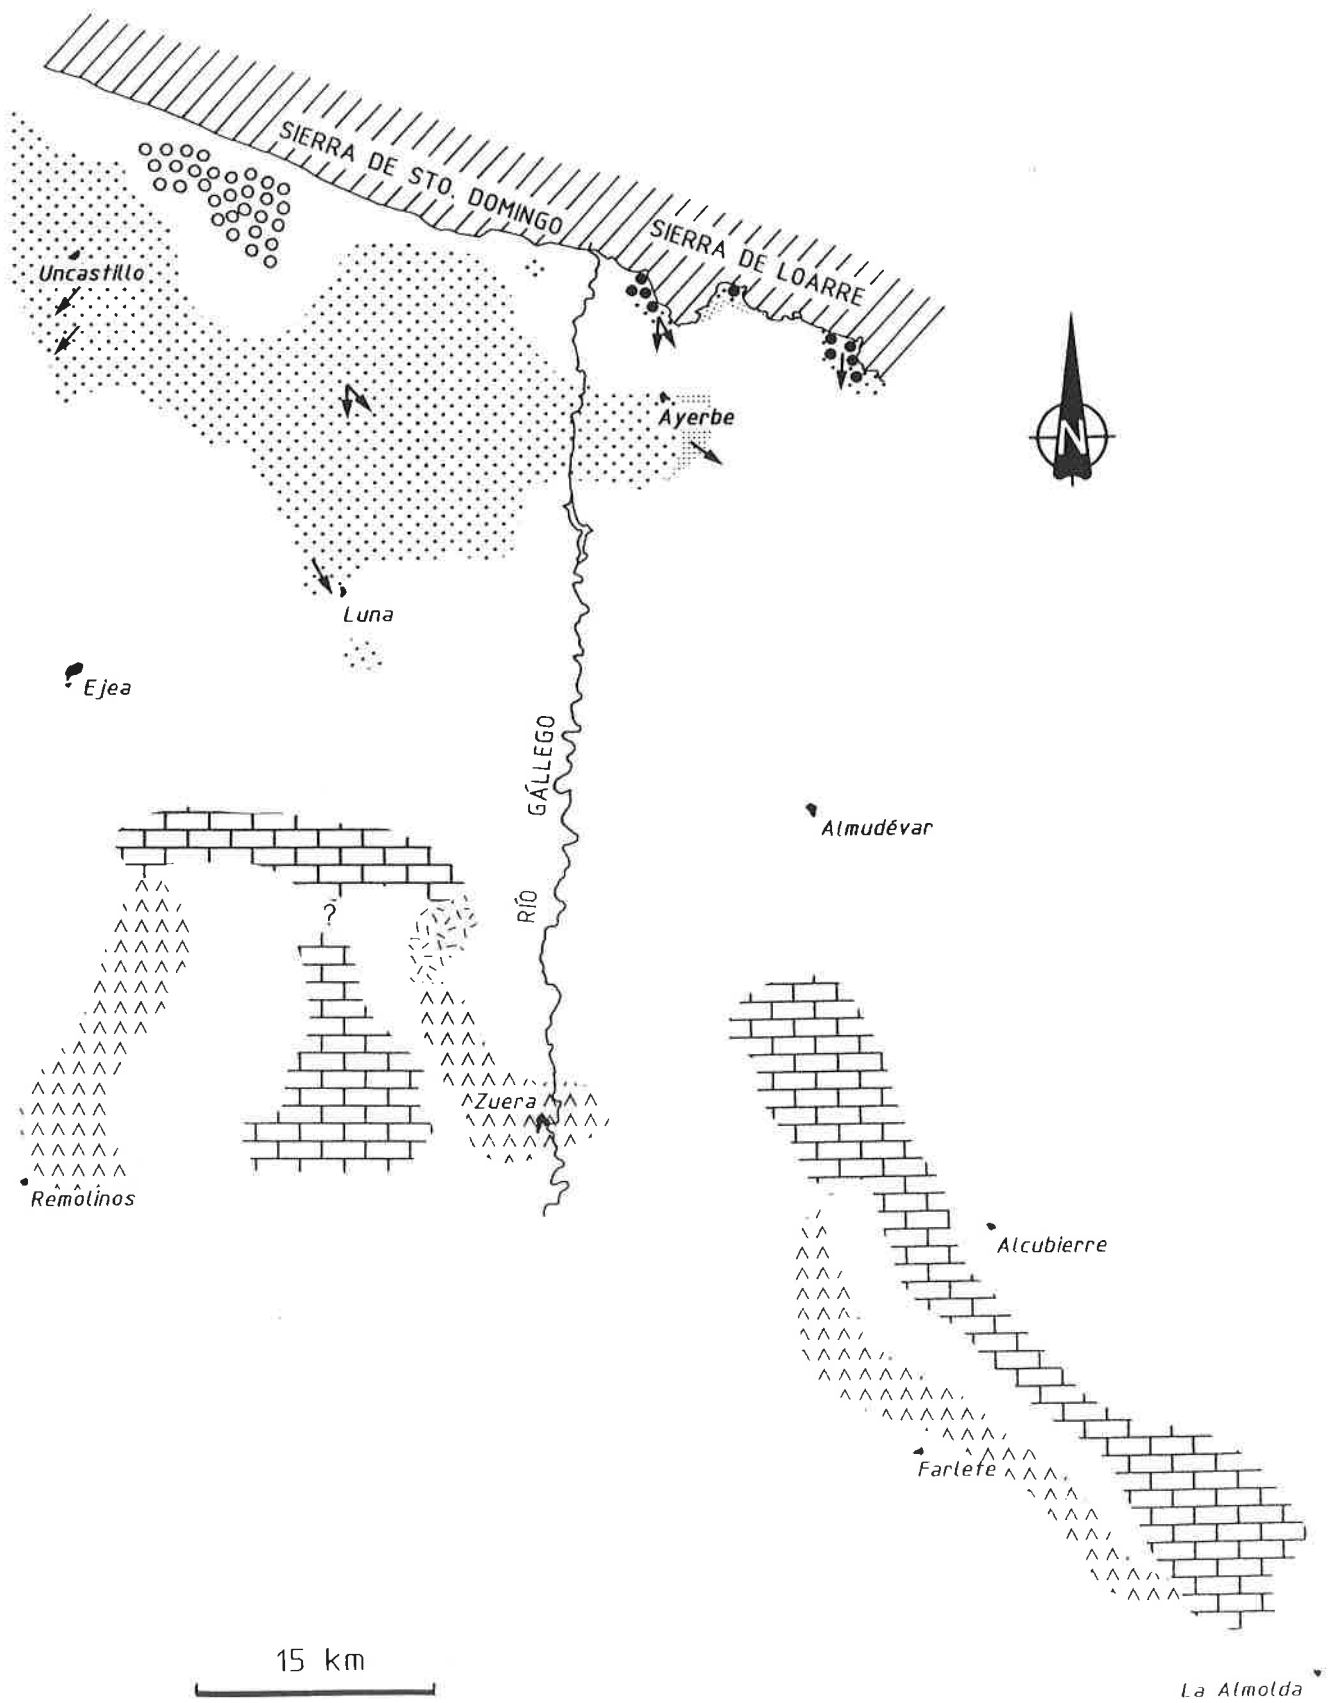 SIERRA DE STO. DOMINGO
SIERRA DE LOARRE
Uncastillo
N
Ayerbe
Luna
Ejea
RÍO GÁLLEGO
Almudévar
?
Zuera
Remolinos
Alcubierre
Farlete
15 km
La Almolda